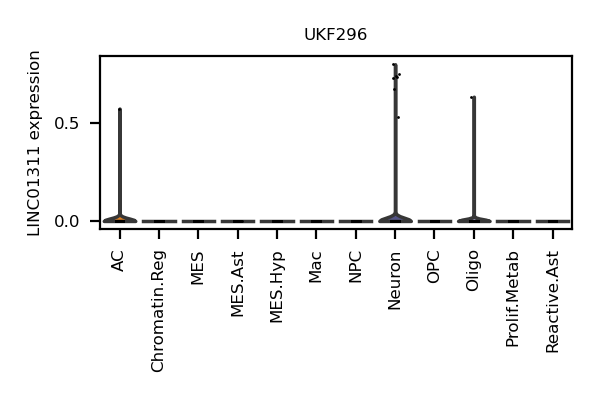 UKF296
LINC01311 expression
0.5
0.0
AC
Chromatin.Reg
MES
MES.Ast
MES.Hyp
Mac
NPC
Neuron
OPC
Oligo
Prolif.Metab
Reactive.Ast